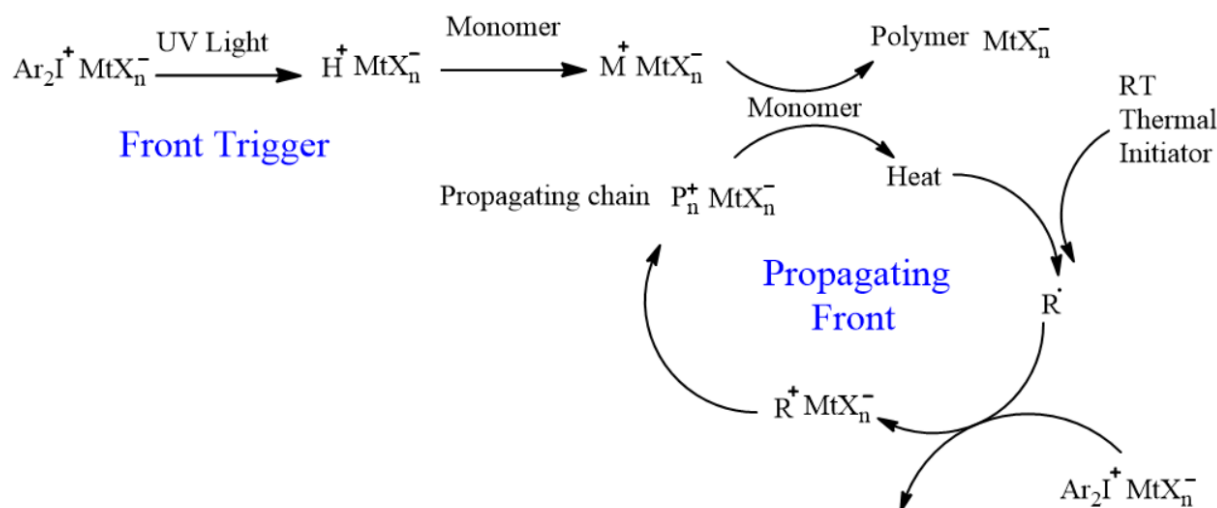 Ar₂I⁺ MtXₙ⁻
UV Light
H⁺ MtXₙ⁻
Monomer
M⁺ MtXₙ⁻
Polymer MtXₙ⁻
Monomer
RT
Thermal
Initiator
Front Trigger
Heat
Propagating chain Pₙ⁺ MtXₙ⁻
Propagating
Front
R·
R⁺ MtXₙ⁻
Ar₂I⁺ MtXₙ⁻